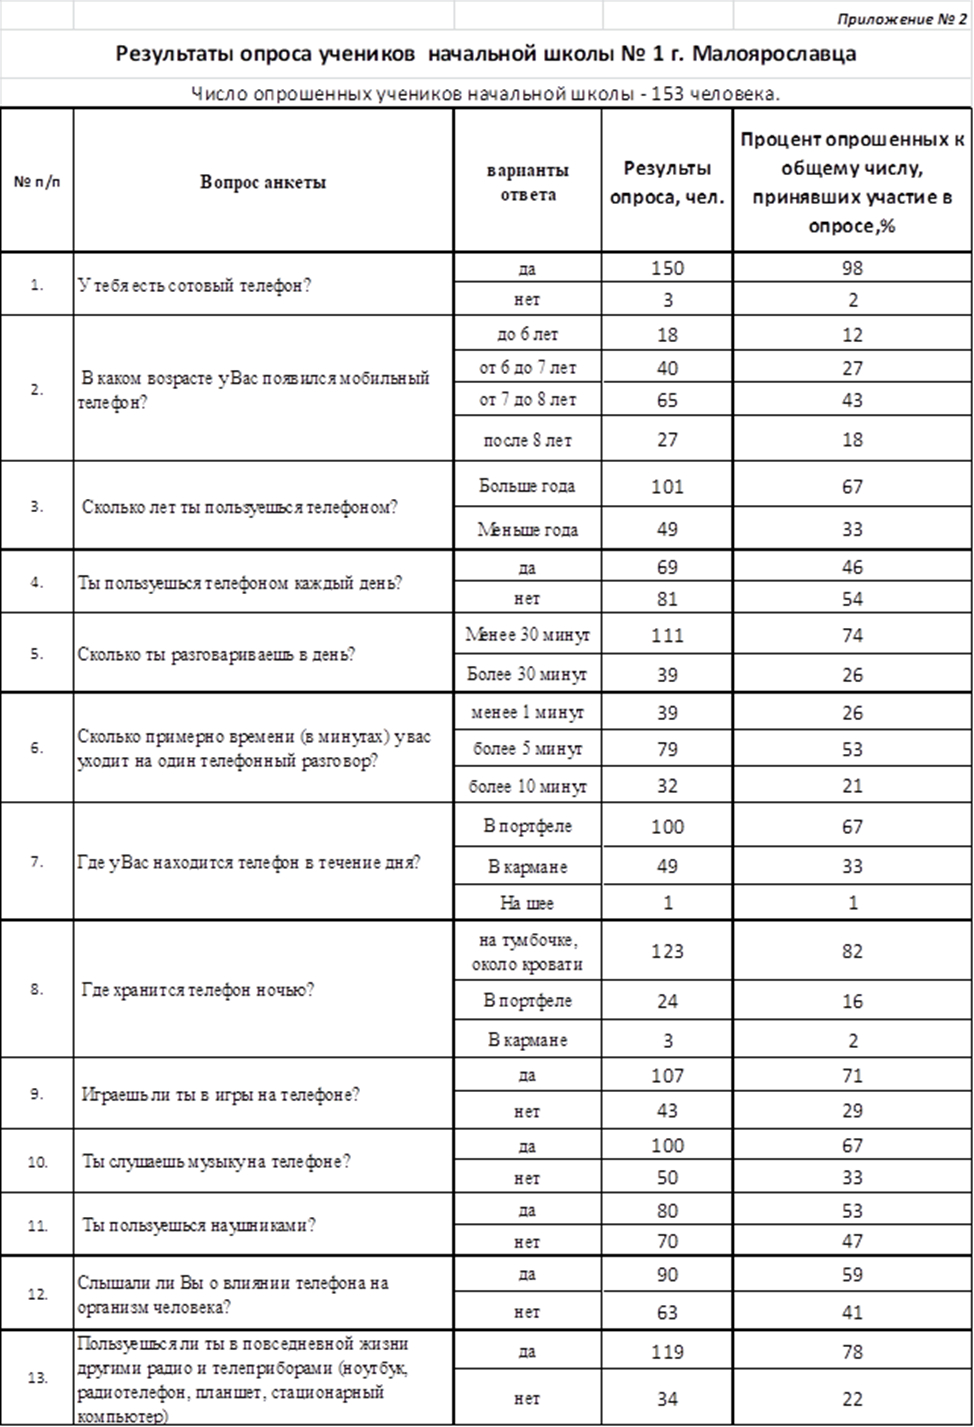 Приложение № 2
Результаты опроса учеников начальной школы № 1 г. Малоярославца
Число опрошенных учеников начальной школы - 153 человека.
№ п/п
Вопрос анкеты
варианты
ответа
Результы
опроса, чел.
Процент опрошенных к
общему числу,
принявших участие в
опросе,%
1.
У тебя есть сотовый телефон?
да 150 98
нет 3 2
2.
В каком возрасте у Вас появился мобильный
телефон?
до 6 лет 18 12
от 6 до 7 лет 40 27
от 7 до 8 лет 65 43
после 8 лет 27 18
3.
Сколько лет ты пользуешься телефоном?
Больше года 101 67
Меньше года 49 33
4.
Ты пользуешься телефоном каждый день?
да 69 46
нет 81 54
5.
Сколько ты разговариваешь в день?
Менее 30 минут 111 74
Более 30 минут 39 26
6.
Сколько примерно времени (в минутах) у вас
уходит на один телефонный разговор?
менее 1 минут 39 26
более 5 минут 79 53
более 10 минут 32 21
7.
Где у Вас находится телефон в течение дня?
В портфеле 100 67
В кармане 49 33
На шее 1 1
8.
Где хранится телефон ночью?
на тумбочке,
около кровати 123 82
В портфеле 24 16
В кармане 3 2
9.
Играешь ли ты в игры на телефоне?
да 107 71
нет 43 29
10.
Ты слушаешь музыку на телефоне?
да 100 67
нет 50 33
11.
Ты пользуешься наушниками?
да 80 53
нет 70 47
12.
Слышали ли Вы о влиянии телефона на
организм человека?
да 90 59
нет 63 41
13.
Пользуешься ли ты в повседневной жизни
другими радио и телеприборами (ноутбук,
радиотелефон, планшет, стационарный
компьютер)
да 119 78
нет 34 22